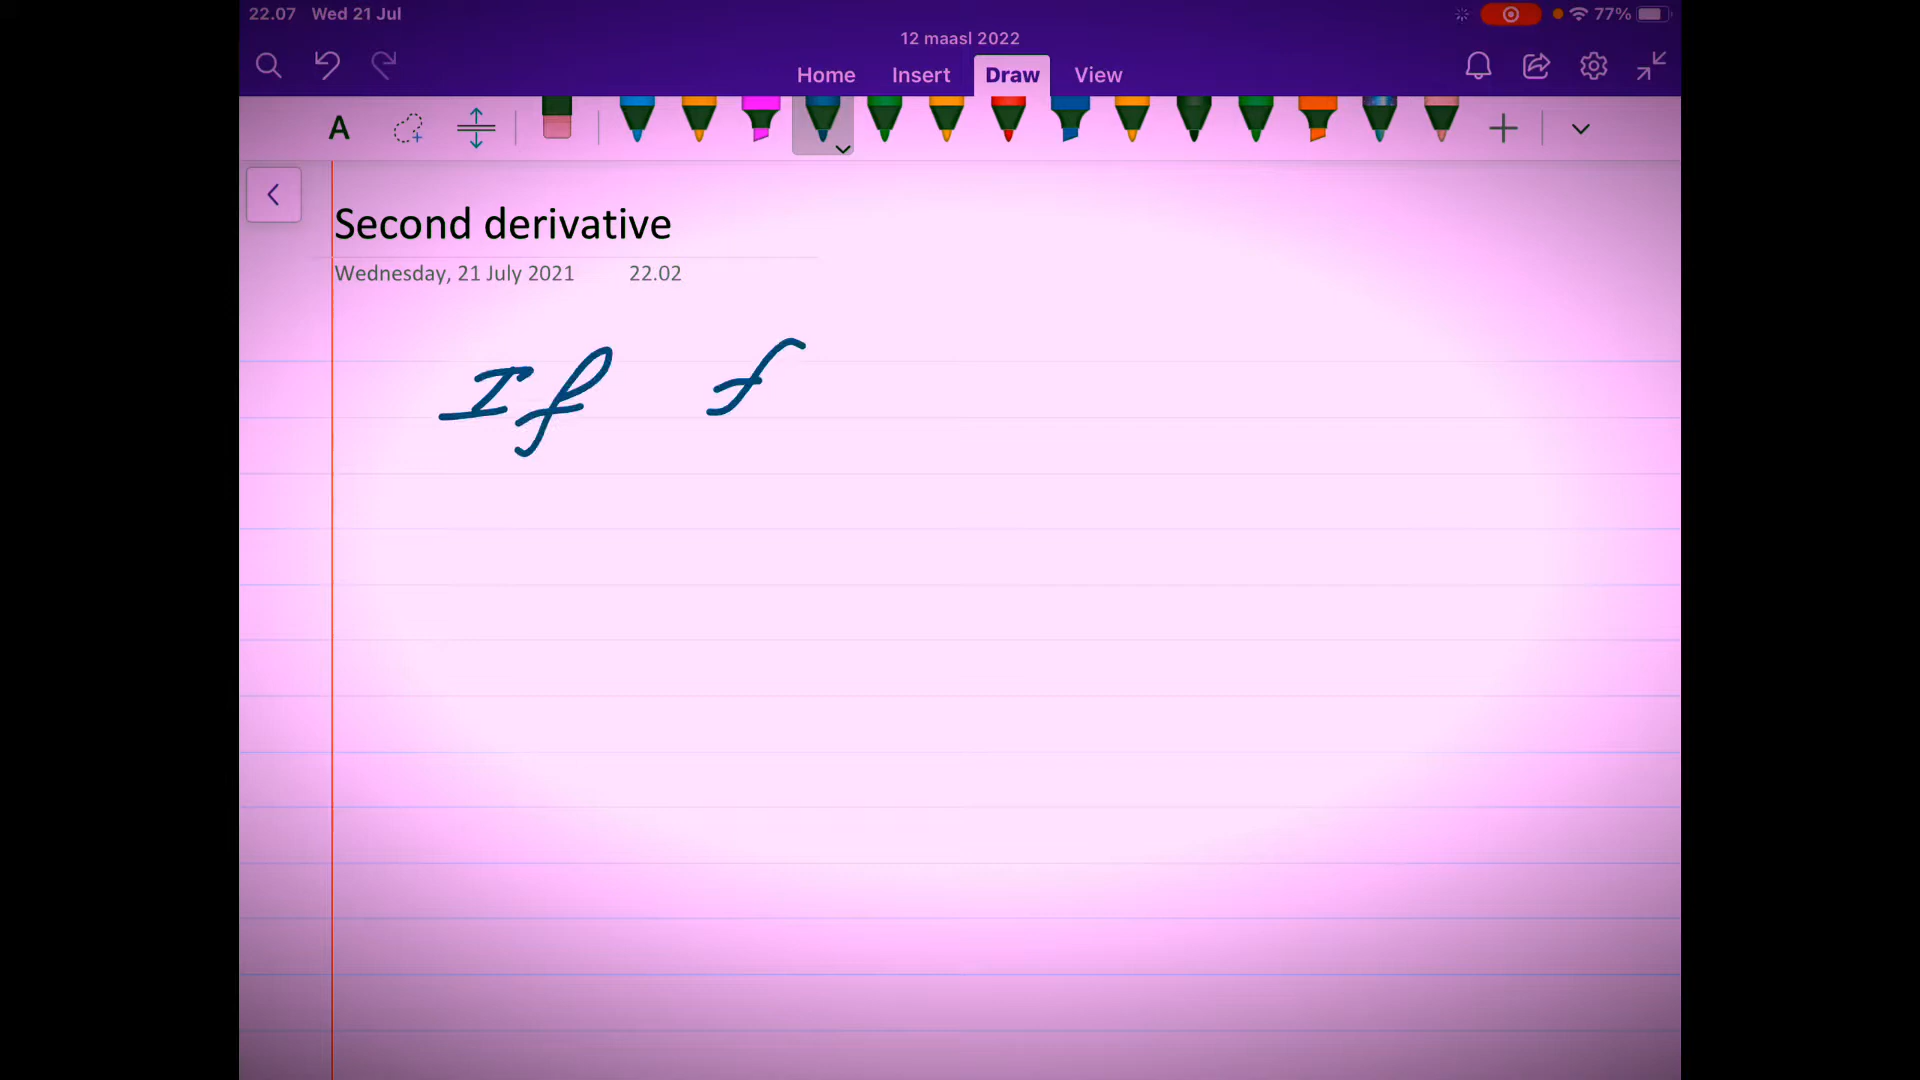 22.07 Wed 21 Jul 77%
12 maasl 2022
Home Insert Draw View
A
Second derivative
Wednesday, 21 July 2021 22.02
If f